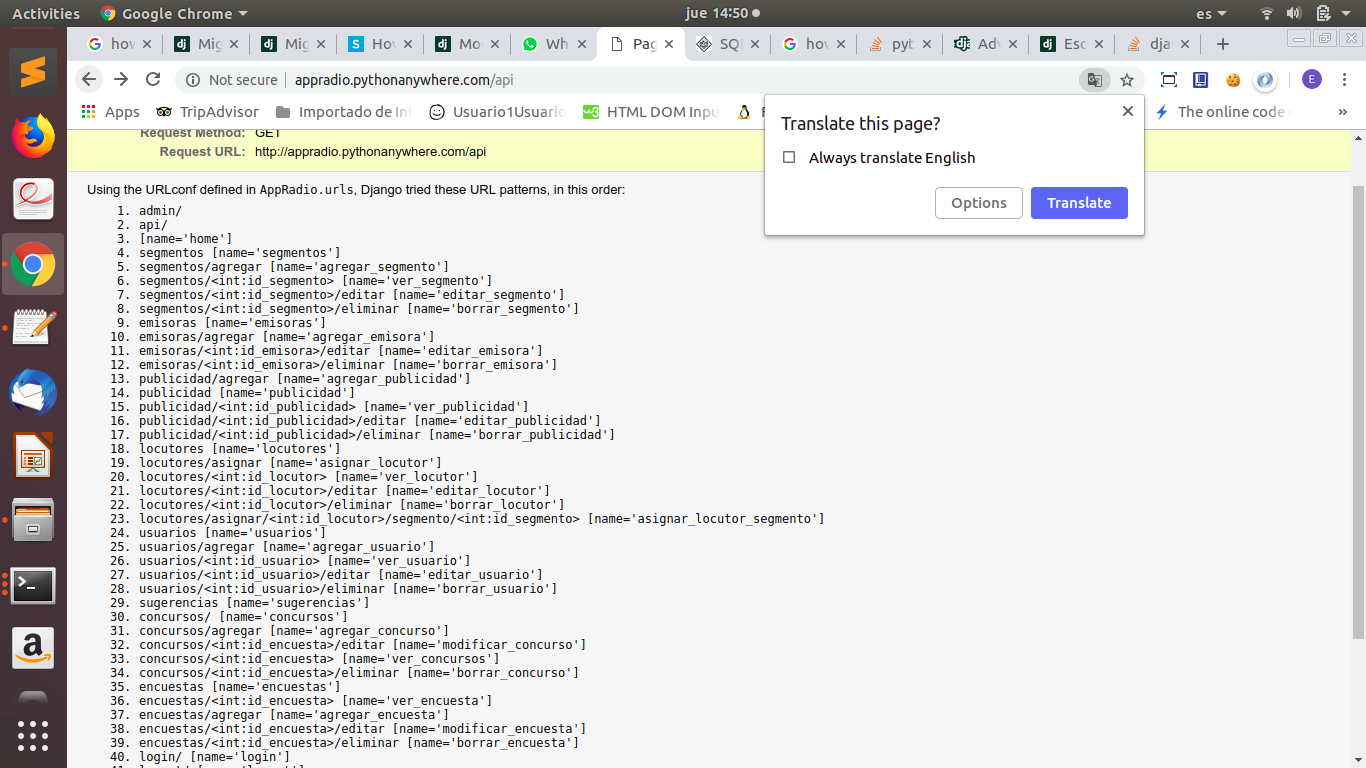 Activities Google Chrome jue 14:50 es
how Mig Mig How Mo Wh Pag SQL how pyt Adv Esc dja
Not secure appradio.pythonanywhere.com/api E
Apps TripAdvisor Importado de In Usuario1Usuario HTML DOM Inpu The online code »
Translate this page?
Always translate English
Options Translate
Request Method: GET
Request URL: http://appradio.pythonanywhere.com/api
Using the URLconf defined in AppRadio.urls, Django tried these URL patterns, in this order:
1. admin/
2. api/
3. [name='home']
4. segmentos [name='segmentos']
5. segmentos/agregar [name='agregar_segmento']
6. segmentos/<int:id_segmento> [name='ver_segmento']
7. segmentos/<int:id_segmento>/editar [name='editar_segmento']
8. segmentos/<int:id_segmento>/eliminar [name='borrar_segmento']
9. emisoras [name='emisoras']
10. emisoras/agregar [name='agregar_emisora']
11. emisoras/<int:id_emisora>/editar [name='editar_emisora']
12. emisoras/<int:id_emisora>/eliminar [name='borrar_emisora']
13. publicidad/agregar [name='agregar_publicidad']
14. publicidad [name='publicidad']
15. publicidad/<int:id_publicidad> [name='ver_publicidad']
16. publicidad/<int:id_publicidad>/editar [name='editar_publicidad']
17. publicidad/<int:id_publicidad>/eliminar [name='borrar_publicidad']
18. locutores [name='locutores']
19. locutores/asignar [name='asignar_locutor']
20. locutores/<int:id_locutor> [name='ver_locutor']
21. locutores/<int:id_locutor>/editar [name='editar_locutor']
22. locutores/<int:id_locutor>/eliminar [name='borrar_locutor']
23. locutores/asignar/<int:id_locutor>/segmento/<int:id_segmento> [name='asignar_locutor_segmento']
24. usuarios [name='usuarios']
25. usuarios/agregar [name='agregar_usuario']
26. usuarios/<int:id_usuario> [name='ver_usuario']
27. usuarios/<int:id_usuario>/editar [name='editar_usuario']
28. usuarios/<int:id_usuario>/eliminar [name='borrar_usuario']
29. sugerencias [name='sugerencias']
30. concursos/ [name='concursos']
31. concursos/agregar [name='agregar_concurso']
32. concursos/<int:id_encuesta>/editar [name='modificar_concurso']
33. concursos/<int:id_encuesta> [name='ver_concursos']
34. concursos/<int:id_encuesta>/eliminar [name='borrar_concurso']
35. encuestas [name='encuestas']
36. encuestas/<int:id_encuesta> [name='ver_encuesta']
37. encuestas/agregar [name='agregar_encuesta']
38. encuestas/<int:id_encuesta>/editar [name='modificar_encuesta']
39. encuestas/<int:id_encuesta>/eliminar [name='borrar_encuesta']
40. login/ [name='login']